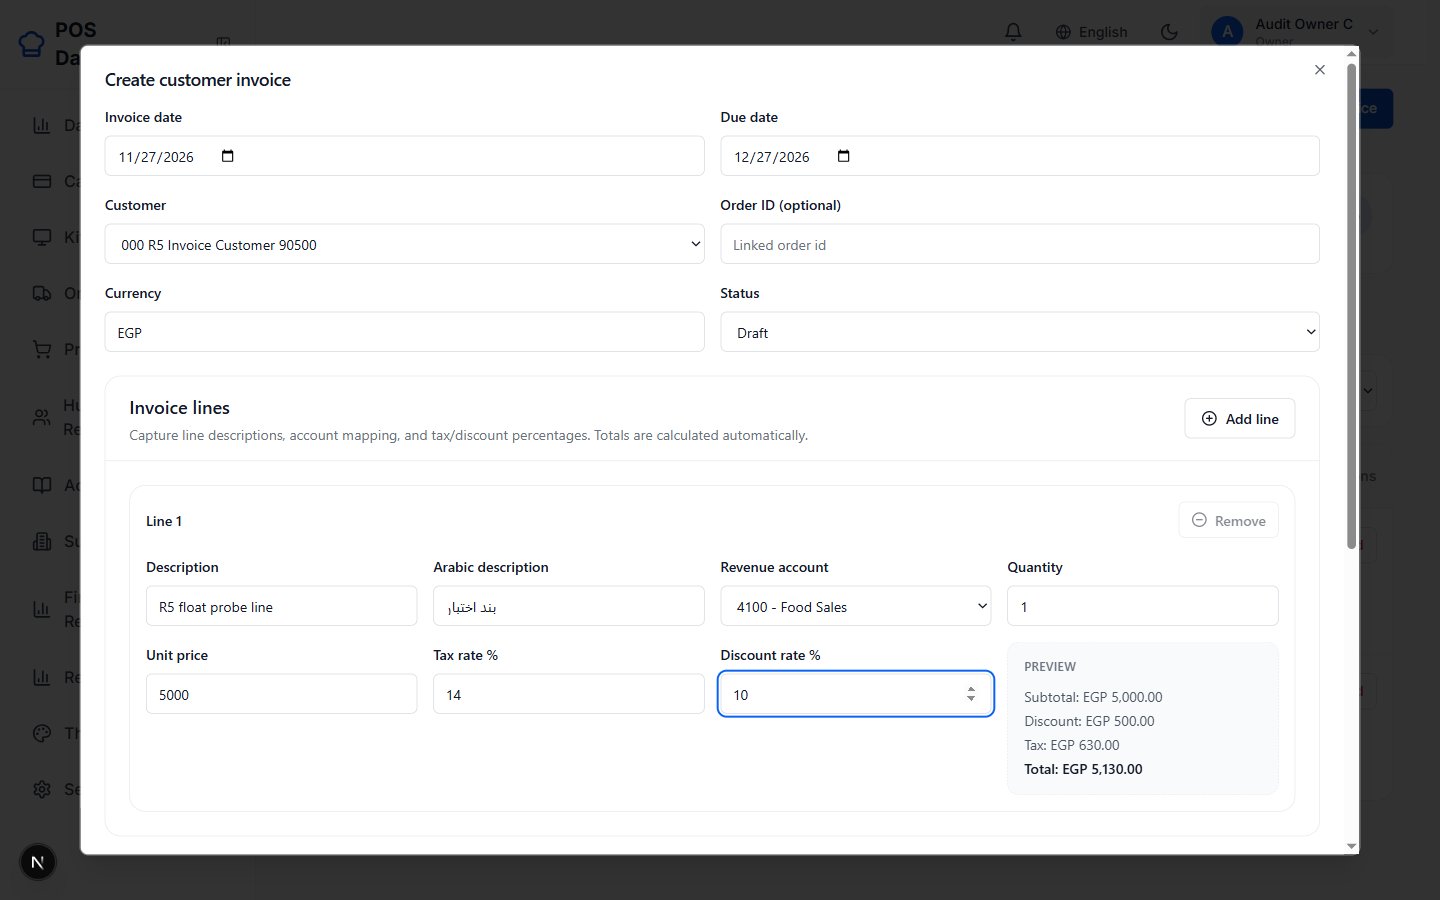 POS
Da
English
A
Audit Owner C
Owner
Create customer invoice
Invoice date
Due date
11/27/2026
12/27/2026
Customer
Order ID (optional)
000 R5 Invoice Customer 90500
Linked order id
Currency
Status
EGP
Draft
Invoice lines
Capture line descriptions, account mapping, and tax/discount percentages. Totals are calculated automatically.
Add line
Line 1
Remove
Description
Arabic description
Revenue account
Quantity
R5 float probe line
بند اختبار
4100 - Food Sales
1
Unit price
Tax rate %
Discount rate %
5000
14
10
PREVIEW
Subtotal: EGP 5,000.00
Discount: EGP 500.00
Tax: EGP 630.00
Total: EGP 5,130.00
N